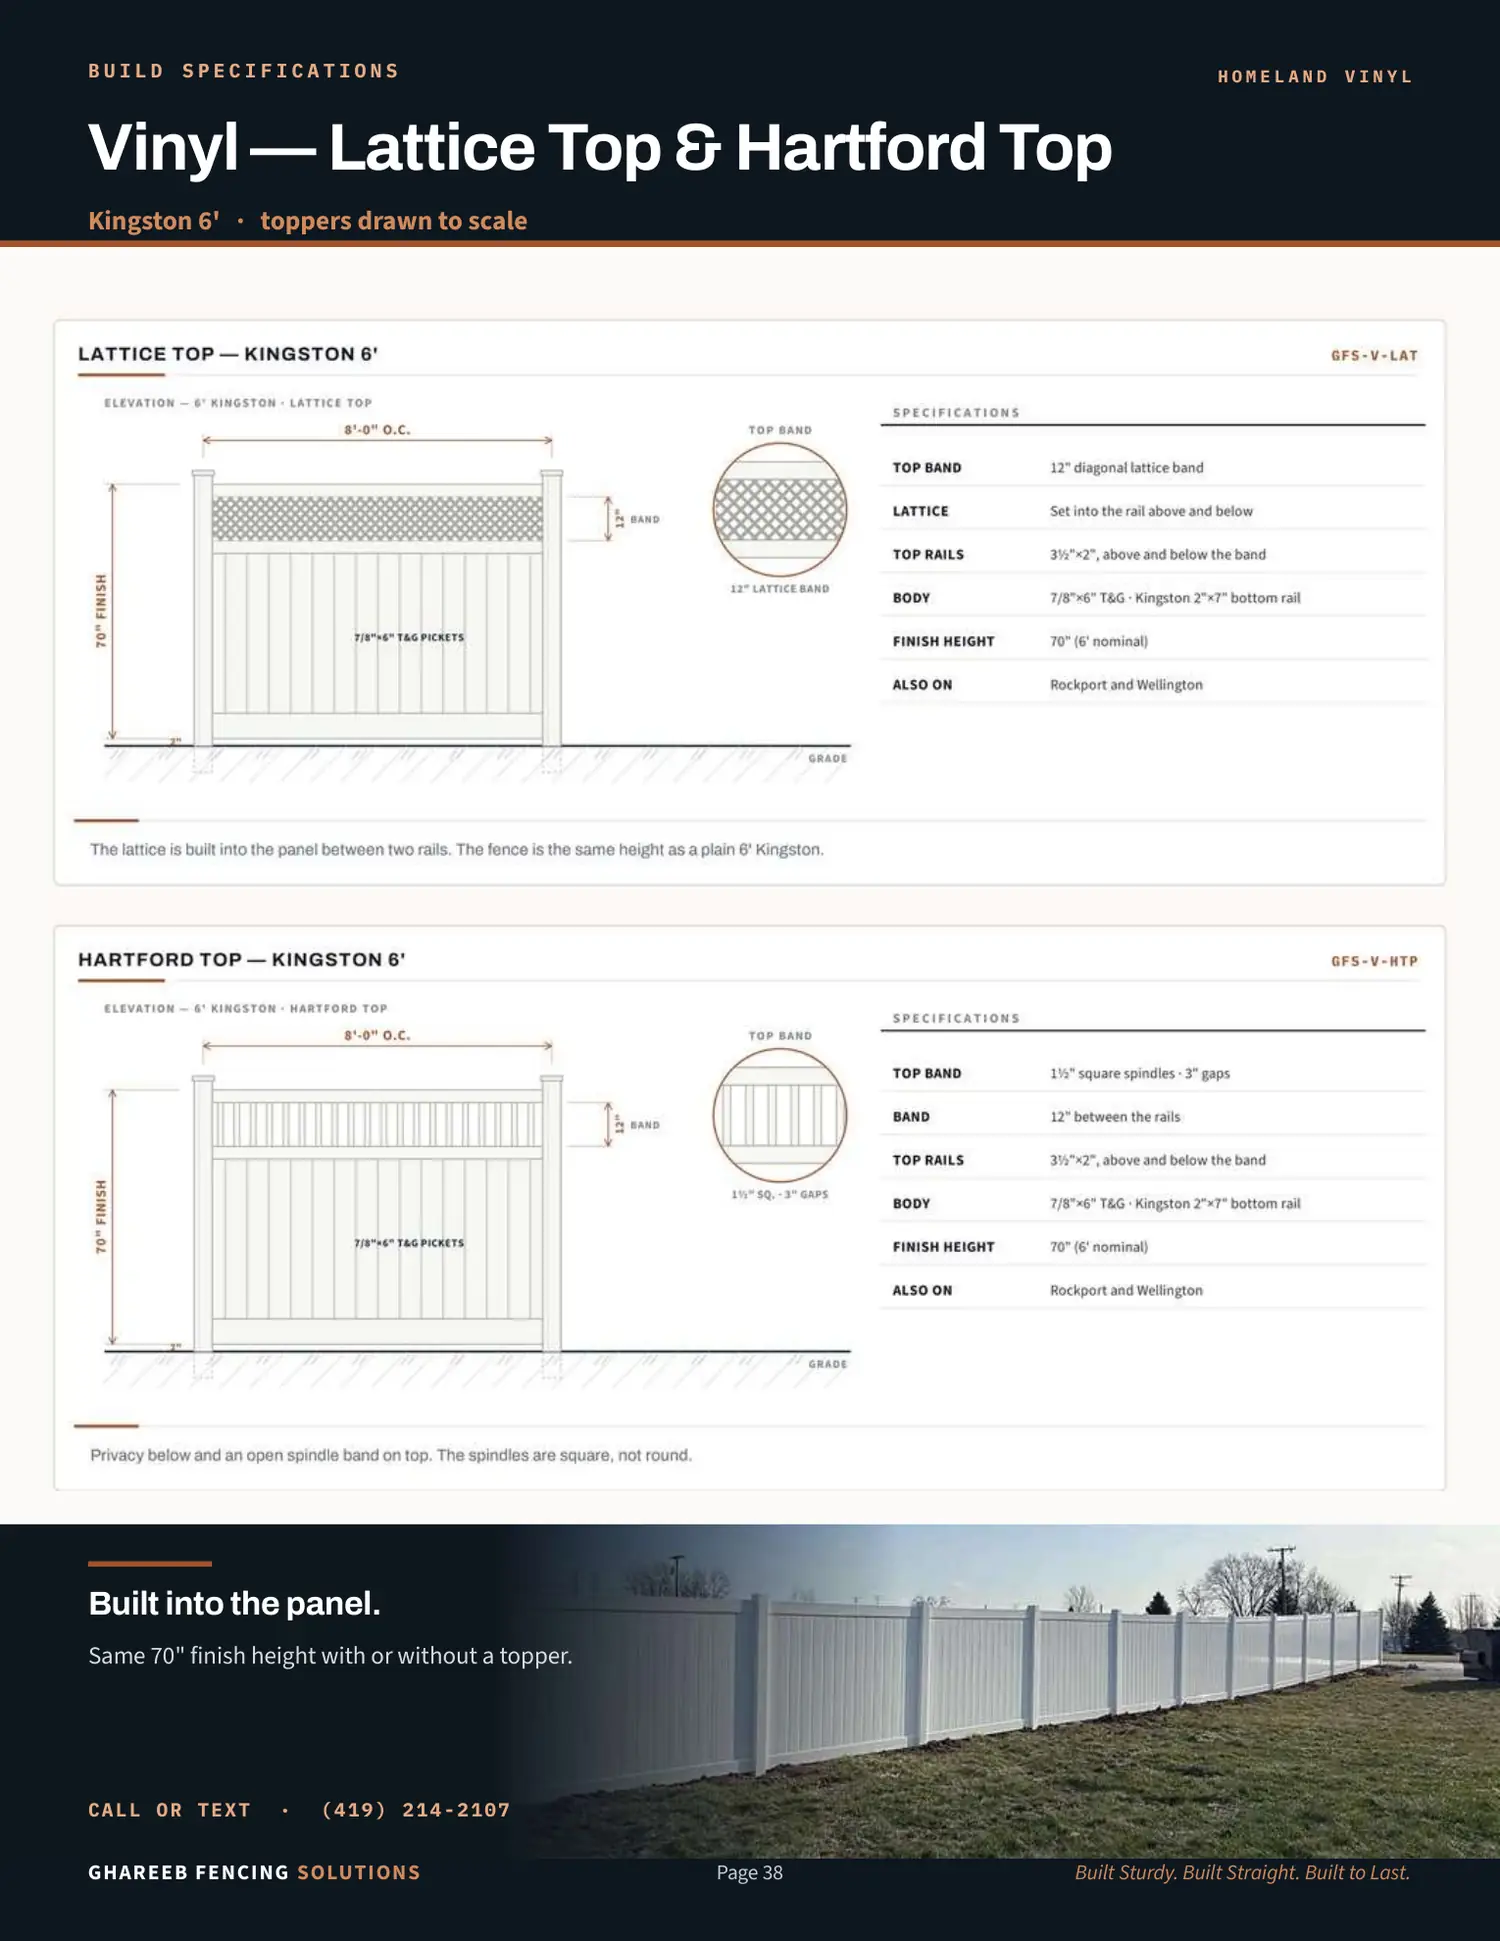 BUILD SPECIFICATIONS
HOMELAND VINYL
Vinyl — Lattice Top & Hartford Top
Kingston 6' · toppers drawn to scale
LATTICE TOP — KINGSTON 6'
GFS-V-LAT
ELEVATION — 6' KINGSTON · LATTICE TOP
8'-0" O.C.
70" FINISH
12" BAND
7/8"×6" T&G PICKETS
2"
GRADE
TOP BAND
12" LATTICE BAND
SPECIFICATIONS
TOP BAND 12" diagonal lattice band
LATTICE Set into the rail above and below
TOP RAILS 3½"×2", above and below the band
BODY 7/8"×6" T&G · Kingston 2"×7" bottom rail
FINISH HEIGHT 70" (6' nominal)
ALSO ON Rockport and Wellington
The lattice is built into the panel between two rails. The fence is the same height as a plain 6' Kingston.
HARTFORD TOP — KINGSTON 6'
GFS-V-HTP
ELEVATION — 6' KINGSTON · HARTFORD TOP
8'-0" O.C.
70" FINISH
12" BAND
7/8"×6" T&G PICKETS
2"
GRADE
TOP BAND
1½" SQ. · 3" GAPS
SPECIFICATIONS
TOP BAND 1½" square spindles · 3" gaps
BAND 12" between the rails
TOP RAILS 3½"×2", above and below the band
BODY 7/8"×6" T&G · Kingston 2"×7" bottom rail
FINISH HEIGHT 70" (6' nominal)
ALSO ON Rockport and Wellington
Privacy below and an open spindle band on top. The spindles are square, not round.
Built into the panel.
Same 70" finish height with or without a topper.
CALL OR TEXT · (419) 214-2107
GHAREEB FENCING SOLUTIONS
Page 38
Built Sturdy. Built Straight. Built to Last.